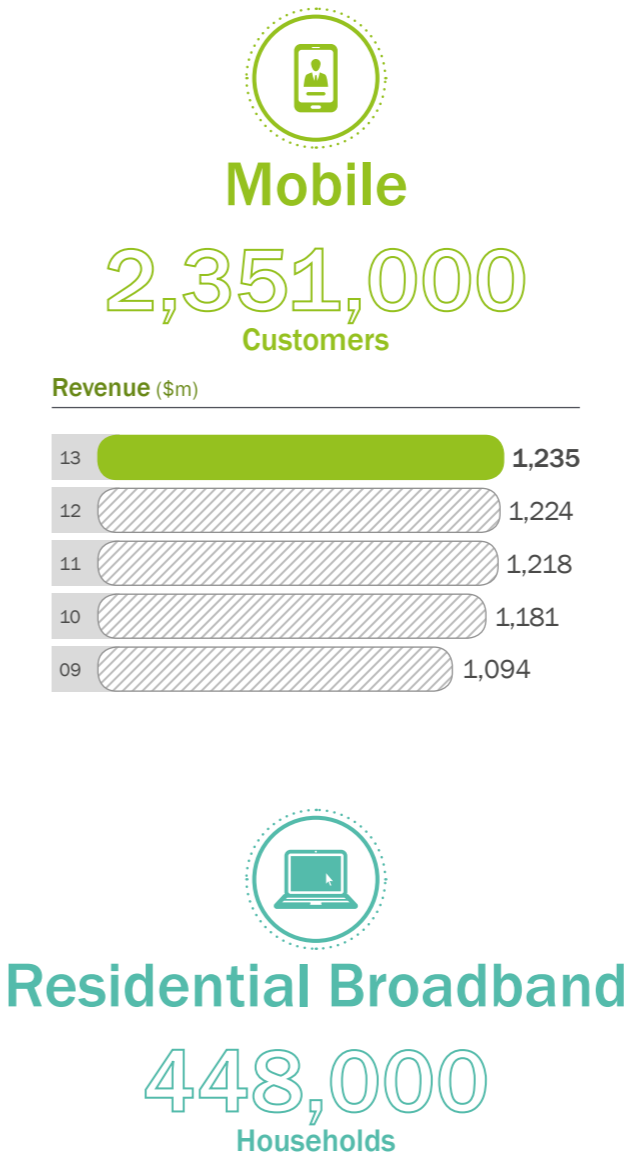 Mobile
2,351,000
Customers
Revenue ($m)
13 1,235
12 1,224
11 1,218
10 1,181
09 1,094
Residential Broadband
448,000
Households